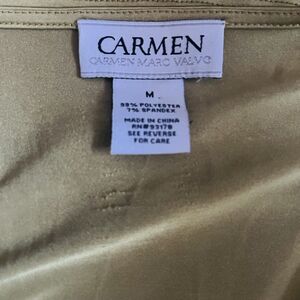 CARMEN
CARMEN MARC VALVO
M
93% POLYESTER
7% SPANDEX
MADE IN CHINA
RN#93178
SEE REVERSE
FOR CARE